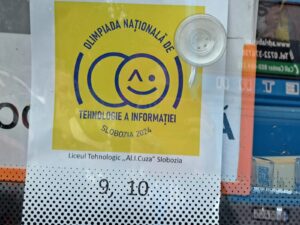 OLIMPIADA NAȚIONALĂ DE
TEHNOLOGIE A INFORMAȚIEI
SLOBOZIA 2024
Liceul Tehnologic „Al.I.Cuza" Slobozia
9, 10